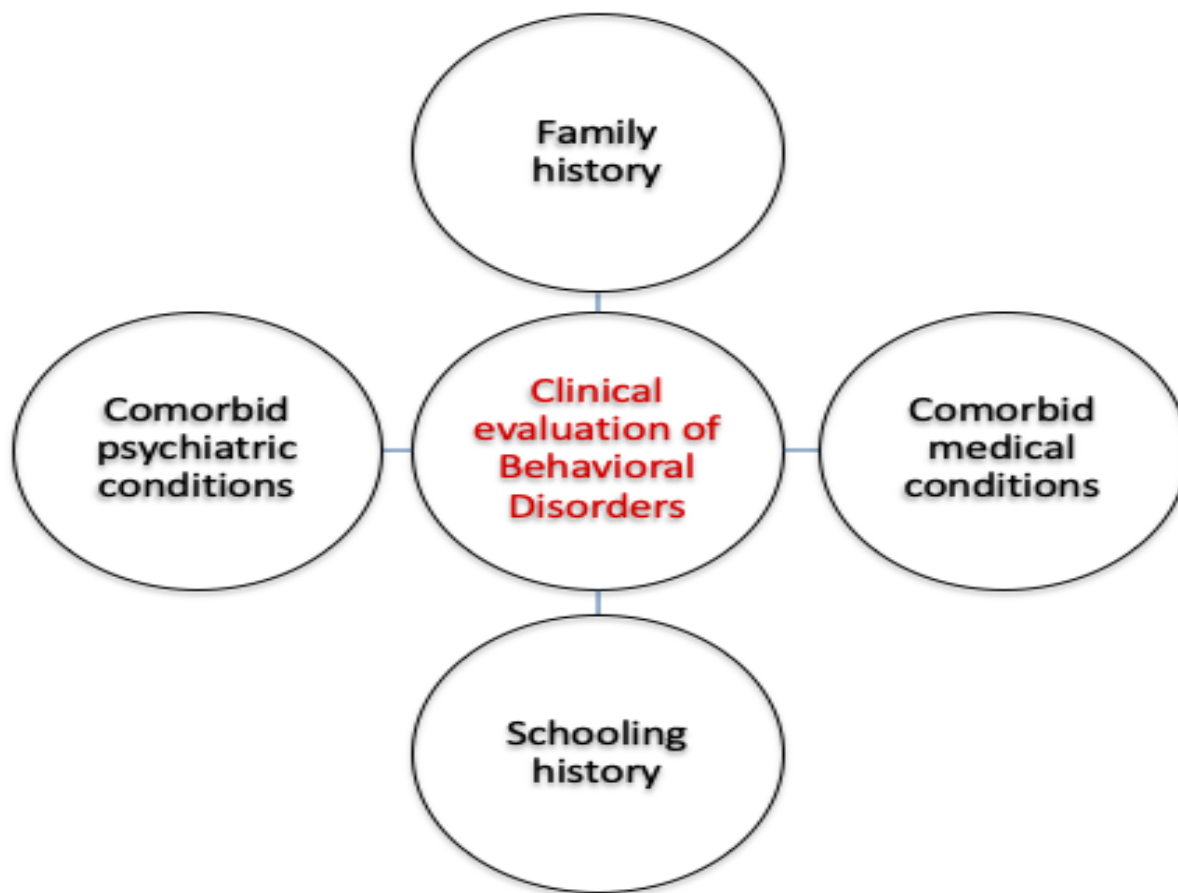 Family
history
Comorbid
psychiatric
conditions
Clinical
evaluation of
Behavioral
Disorders
Comorbid
medical
conditions
Schooling
history